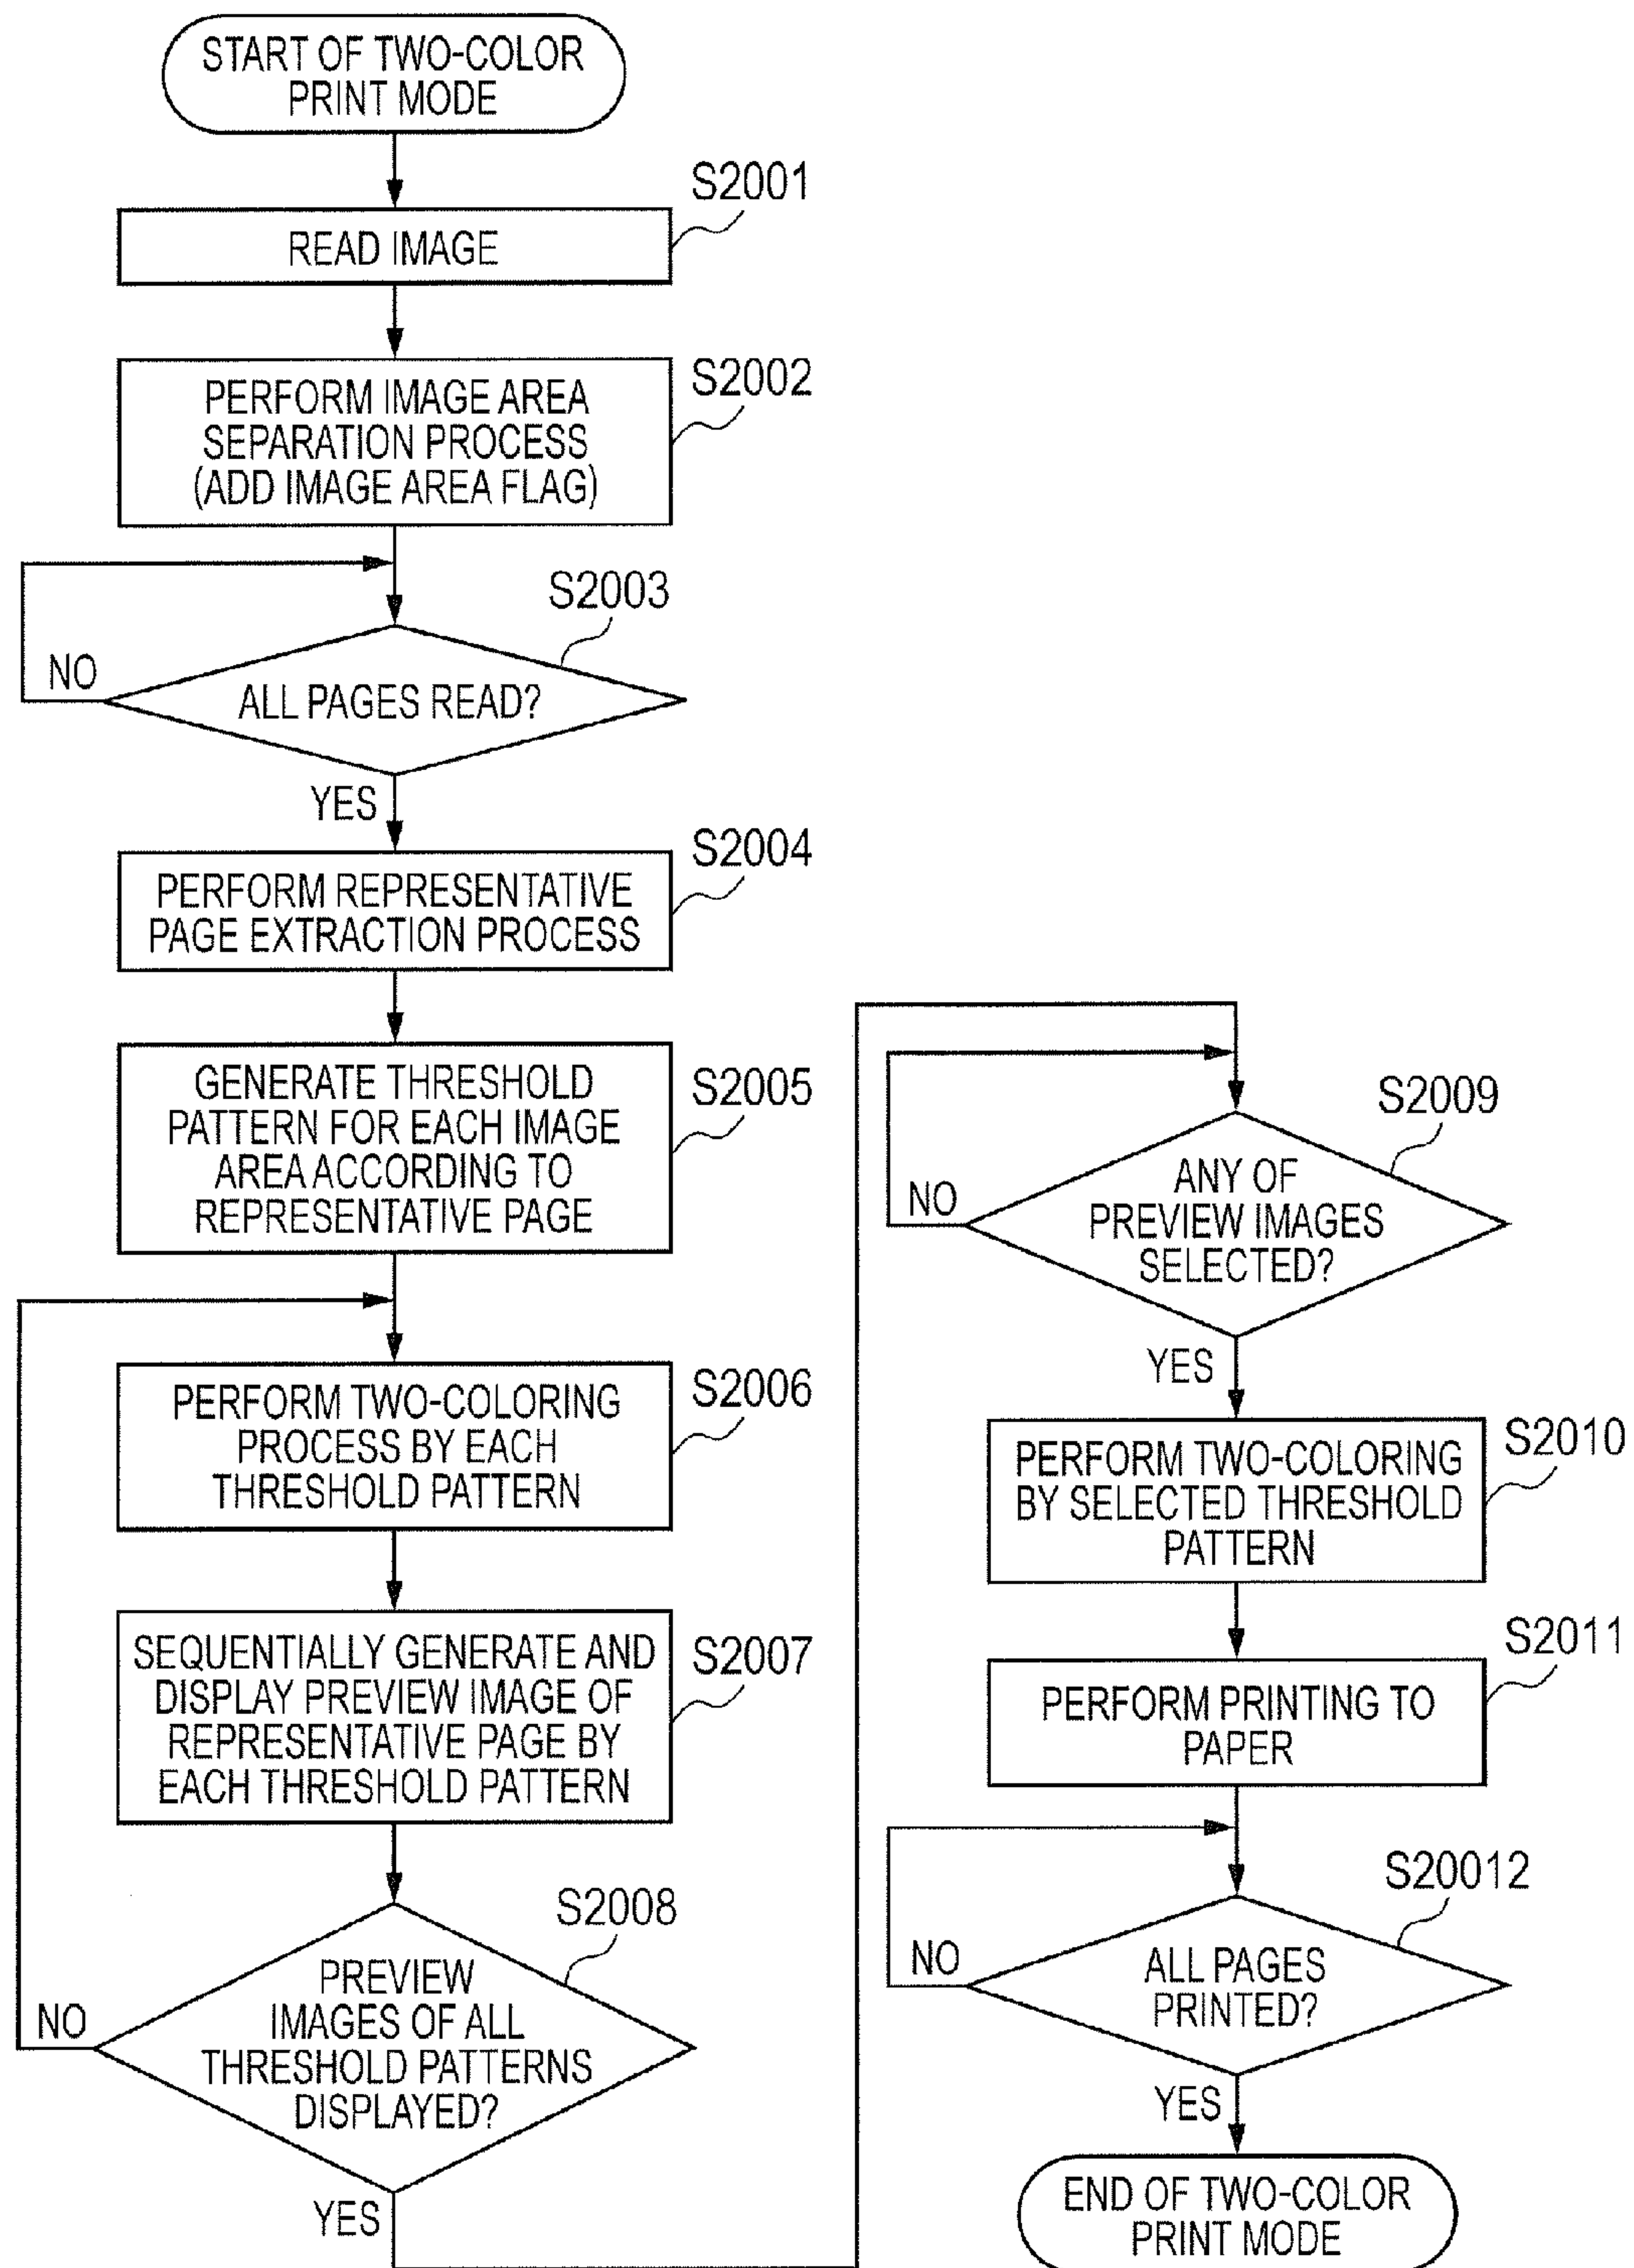 START OF TWO-COLOR
PRINT MODE
S2001
READ IMAGE
S2002
PERFORM IMAGE AREA
SEPARATION PROCESS
(ADD IMAGE AREA FLAG)
S2003
NO
ALL PAGES READ?
YES
S2004
PERFORM REPRESENTATIVE
PAGE EXTRACTION PROCESS
S2005
GENERATE THRESHOLD
PATTERN FOR EACH IMAGE
AREA ACCORDING TO
REPRESENTATIVE PAGE
S2006
PERFORM TWO-COLORING
PROCESS BY EACH
THRESHOLD PATTERN
S2007
SEQUENTIALLY GENERATE AND
DISPLAY PREVIEW IMAGE OF
REPRESENTATIVE PAGE BY
EACH THRESHOLD PATTERN
S2008
NO
PREVIEW
IMAGES OF ALL
THRESHOLD PATTERNS
DISPLAYED?
YES
S2009
NO
ANY OF
PREVIEW IMAGES
SELECTED?
YES
S2010
PERFORM TWO-COLORING
BY SELECTED THRESHOLD
PATTERN
S2011
PERFORM PRINTING TO
PAPER
S20012
NO
ALL PAGES
PRINTED?
YES
END OF TWO-COLOR
PRINT MODE